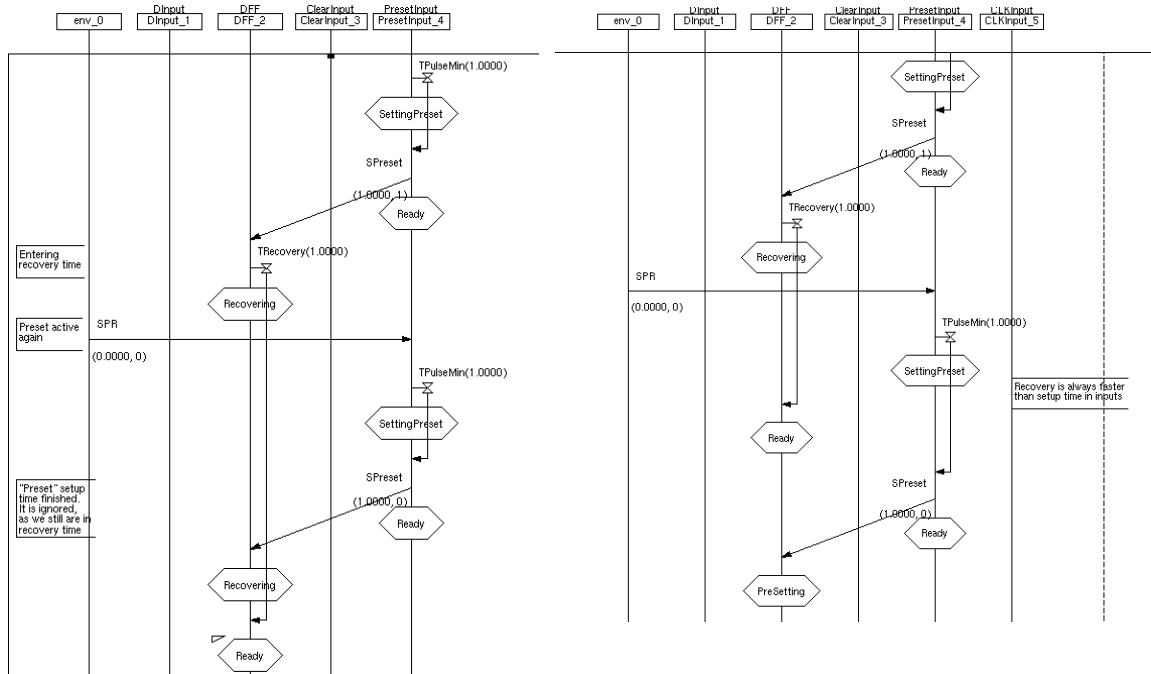 DInput
DFF
ClearInput
PresetInput
env_0
DInput_1
DFF_2
ClearInput_3
PresetInput_4
TPulseMin(1.0000)
SettingPreset
SPreset
(1.0000, 1)
Ready
Entering
recovery time
TRecovery(1.0000)
Recovering
Preset active
again
SPR
(0.0000, 0)
TPulseMin(1.0000)
SettingPreset
"Preset" setup
time finished.
It is ignored,
as we still are in
recovery time
SPreset
(1.0000, 0)
Ready
Recovering
Ready
DInput
DFF
ClearInput
PresetInput
CLKInput
env_0
DInput_1
DFF_2
ClearInput_3
PresetInput_4
CLKInput_5
SettingPreset
SPreset
(1.0000, 1)
Ready
TRecovery(1.0000)
Recovering
SPR
(0.0000, 0)
TPulseMin(1.0000)
SettingPreset
Recovery is always faster
than setup time in inputs
Ready
SPreset
(1.0000, 0)
Ready
PreSetting